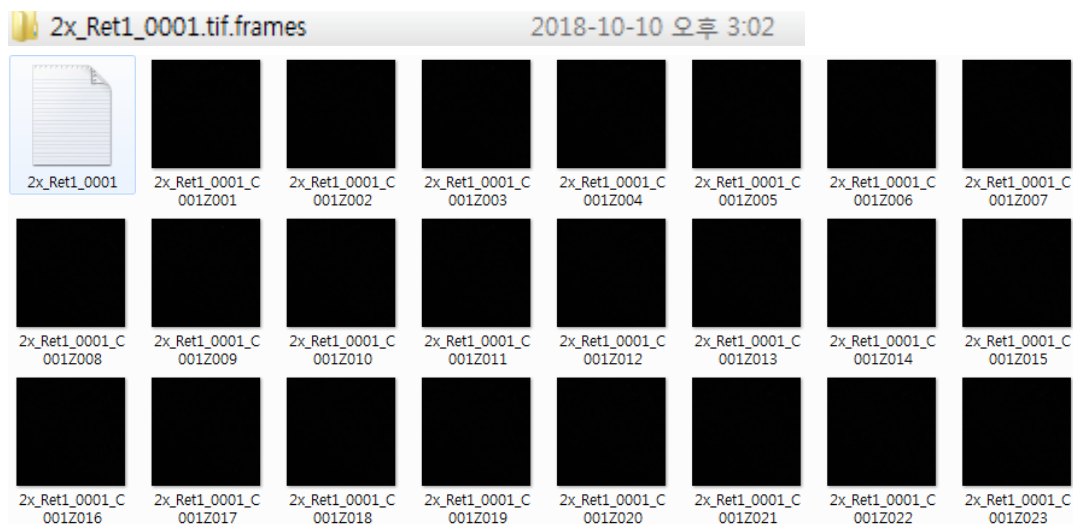 2x_Ret1_0001.tif.frames 2018-10-10 오후 3:02
2x_Ret1_0001 2x_Ret1_0001_C 2x_Ret1_0001_C 2x_Ret1_0001_C 2x_Ret1_0001_C 2x_Ret1_0001_C 2x_Ret1_0001_C 2x_Ret1_0001_C
001Z001 001Z002 001Z003 001Z004 001Z005 001Z006 001Z007
2x_Ret1_0001_C 2x_Ret1_0001_C 2x_Ret1_0001_C 2x_Ret1_0001_C 2x_Ret1_0001_C 2x_Ret1_0001_C 2x_Ret1_0001_C 2x_Ret1_0001_C
001Z008 001Z009 001Z010 001Z011 001Z012 001Z013 001Z014 001Z015
2x_Ret1_0001_C 2x_Ret1_0001_C 2x_Ret1_0001_C 2x_Ret1_0001_C 2x_Ret1_0001_C 2x_Ret1_0001_C 2x_Ret1_0001_C 2x_Ret1_0001_C
001Z016 001Z017 001Z018 001Z019 001Z020 001Z021 001Z022 001Z023